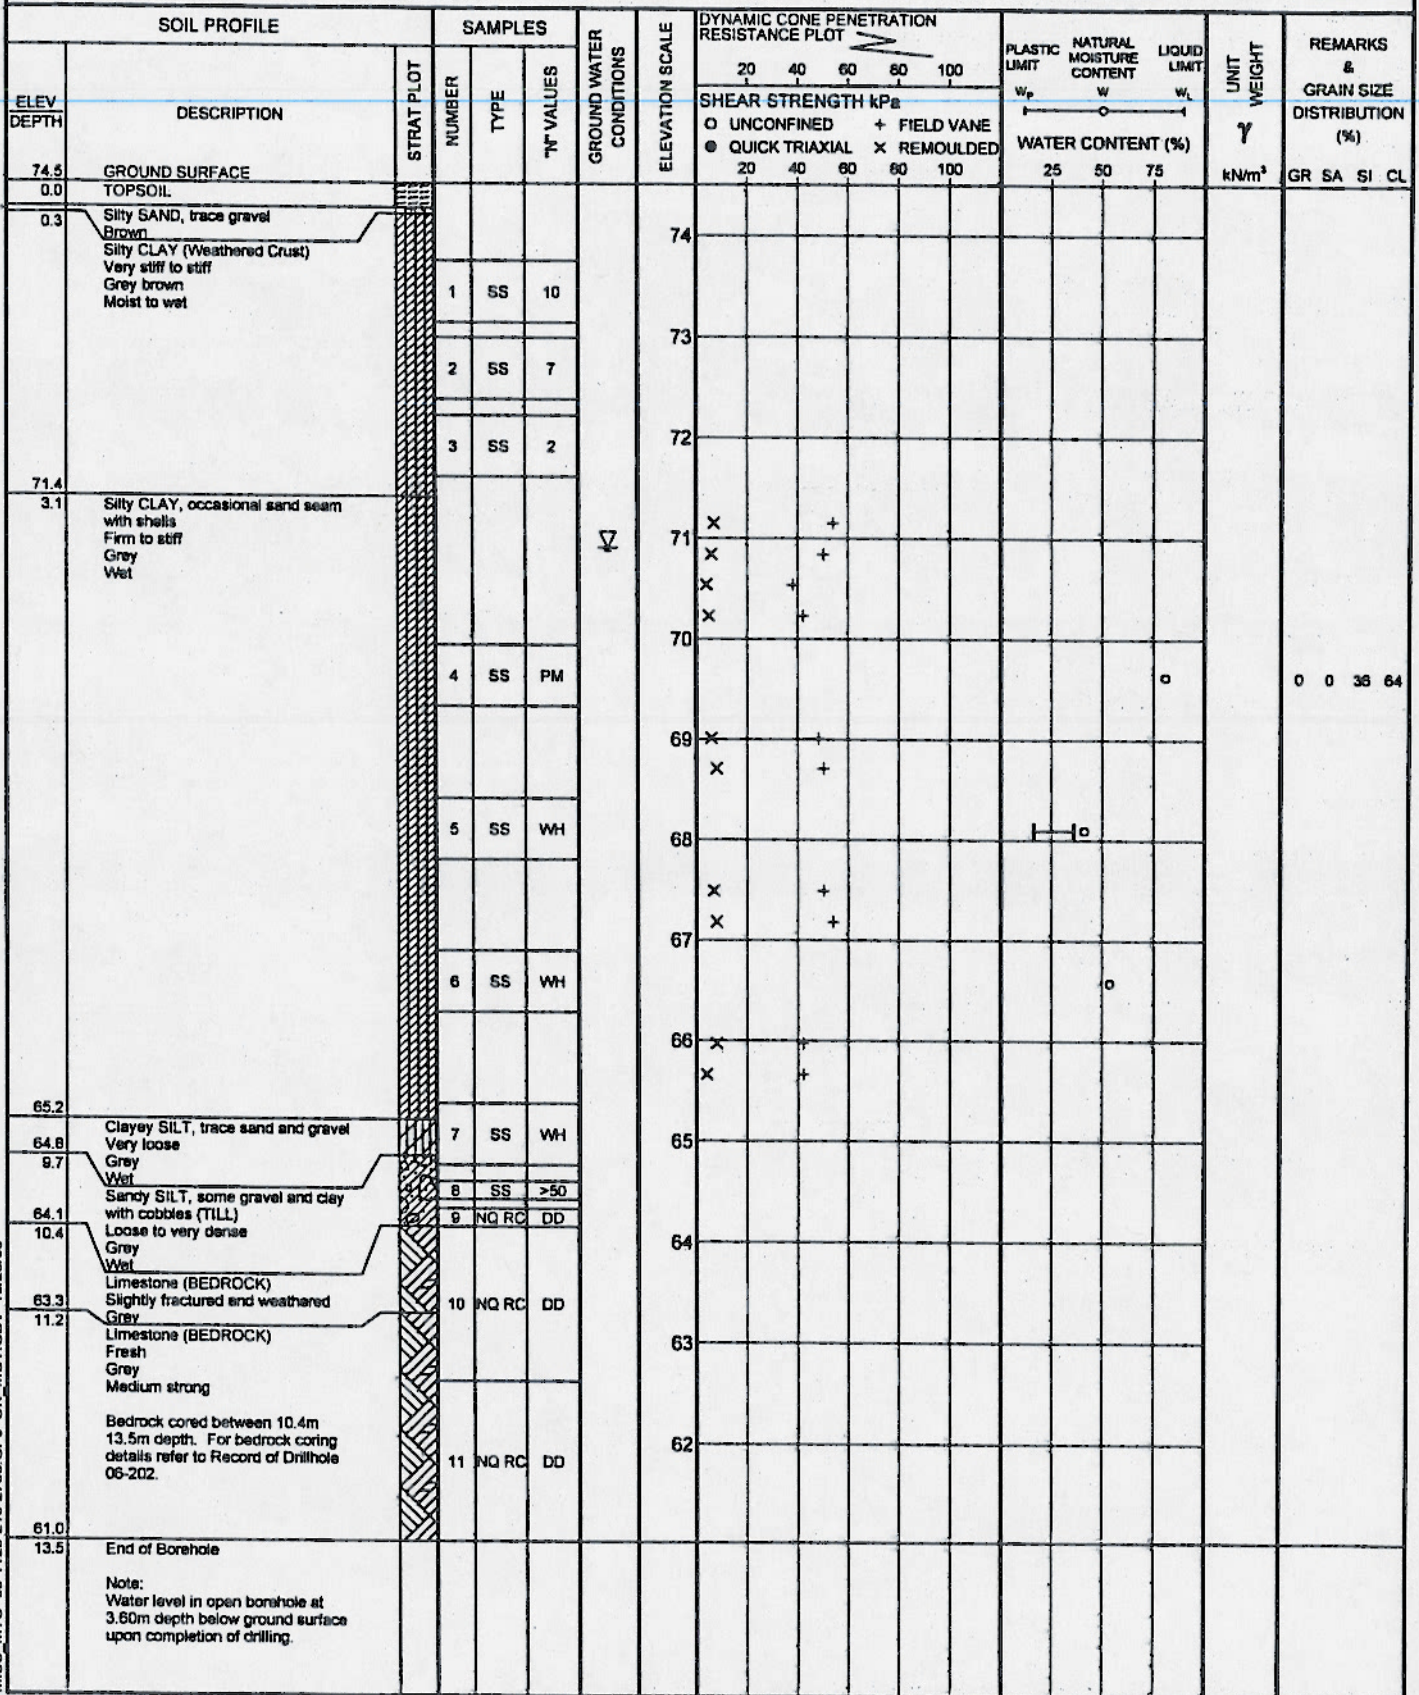 SOIL PROFILE
SAMPLES
GROUND WATER CONDITIONS
ELEVATION SCALE
DYNAMIC CONE PENETRATION
RESISTANCE PLOT
20 40 60 80 100
SHEAR STRENGTH kPa
O UNCONFINED + FIELD VANE
● QUICK TRIAXIAL × REMOULDED
20 40 60 80 100
PLASTIC LIMIT
NATURAL MOISTURE CONTENT
LIQUID LIMIT
WP W WL
WATER CONTENT (%)
25 50 75
UNIT WEIGHT
γ
kN/m³
REMARKS
&
GRAIN SIZE
DISTRIBUTION
(%)
GR SA SI CL
ELEV
DEPTH
DESCRIPTION
STRAT PLOT
NUMBER
TYPE
"N" VALUES
74.5 GROUND SURFACE
0.0 TOPSOIL
0.3 Silty SAND, trace gravel
Brown
Silty CLAY (Weathered Crust)
Very stiff to stiff
Grey brown
Moist to wet
74
1 SS 10
73
2 SS 7
72
3 SS 2
71.4
3.1 Silty CLAY, occasional sand seam
with shells
Firm to stiff
Grey
Wet
71
70
4 SS PM
0 0 36 64
69
5 SS WH
68
67
6 SS WH
66
65.2
Clayey SILT, trace sand and gravel
Very loose
Grey
Wet
7 SS WH
65
64.8
9.7
Sandy SILT, some gravel and clay
with cobbles (TILL)
Loose to very dense
Grey
Wet
8 SS >50
9 NQ RC DD
64.1
10.4
64
Limestone (BEDROCK)
Slightly fractured and weathered
Grey
10 NQ RC DD
63.3
11.2
Limestone (BEDROCK)
Fresh
Grey
Medium strong
63
Bedrock cored between 10.4m
13.5m depth. For bedrock coring
details refer to Record of Drillhole
06-202.
62
11 NQ RC DD
61.0
13.5 End of Borehole
Note:
Water level in open borehole at
3.60m depth below ground surface
upon completion of drilling.